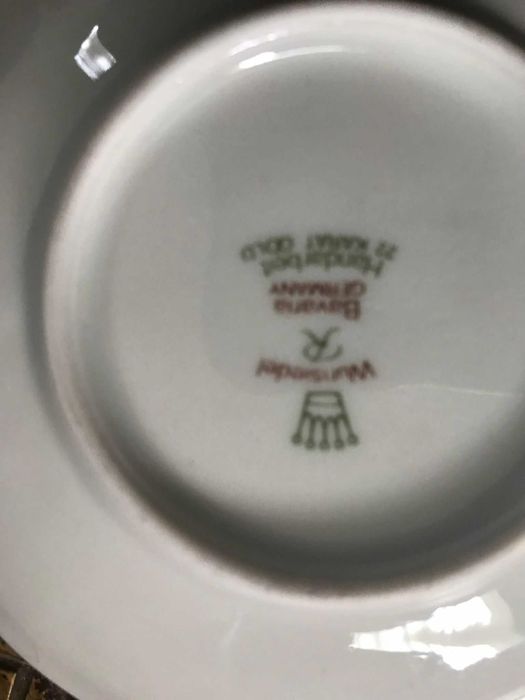 Wunsiedel
R
Bavaria
GERMANY
Handarbeit
22 KARAT GOLD